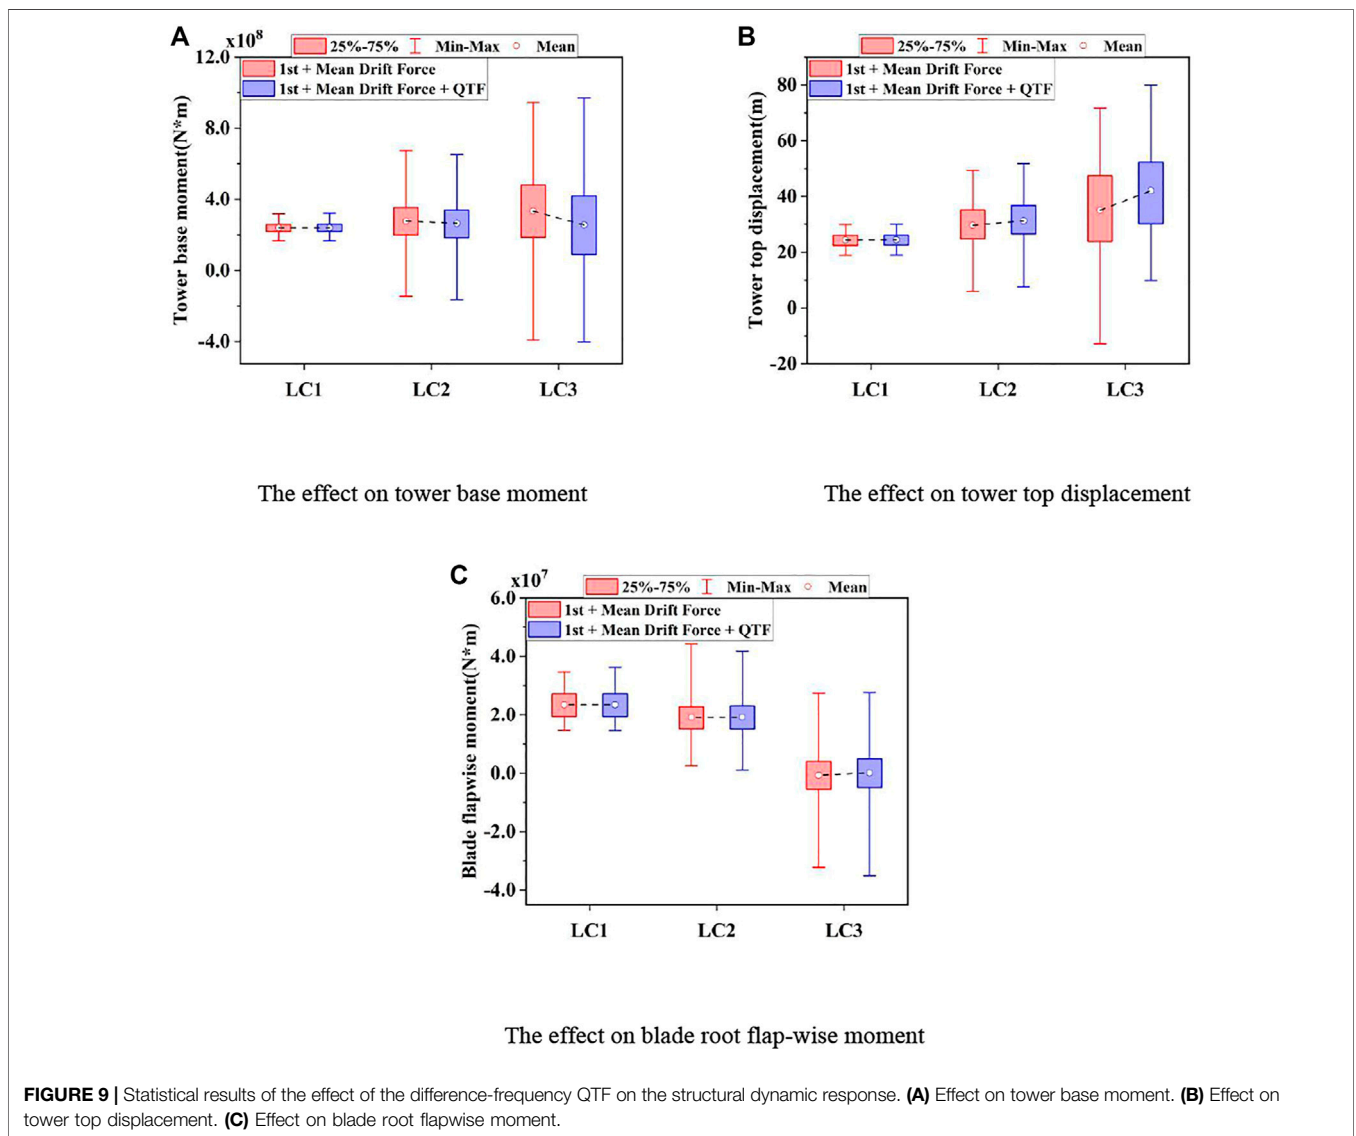 A
x10⁸
25%-75% Min-Max Mean
1st + Mean Drift Force
1st + Mean Drift Force + QTF
Tower base moment(N*m)
12.0
8.0
4.0
0.0
-4.0
LC1 LC2 LC3
The effect on tower base moment
B
25%-75% Min-Max Mean
1st + Mean Drift Force
1st + Mean Drift Force + QTF
Tower top displacement(m)
80
60
40
20
0
-20
LC1 LC2 LC3
The effect on tower top displacement
C
x10⁷
25%-75% Min-Max Mean
1st + Mean Drift Force
1st + Mean Drift Force + QTF
Blade flapwise moment(N*m)
6.0
4.0
2.0
0.0
-2.0
-4.0
LC1 LC2 LC3
The effect on blade root flap-wise moment
FIGURE 9 | Statistical results of the effect of the difference-frequency QTF on the structural dynamic response. (A) Effect on tower base moment. (B) Effect on
tower top displacement. (C) Effect on blade root flapwise moment.